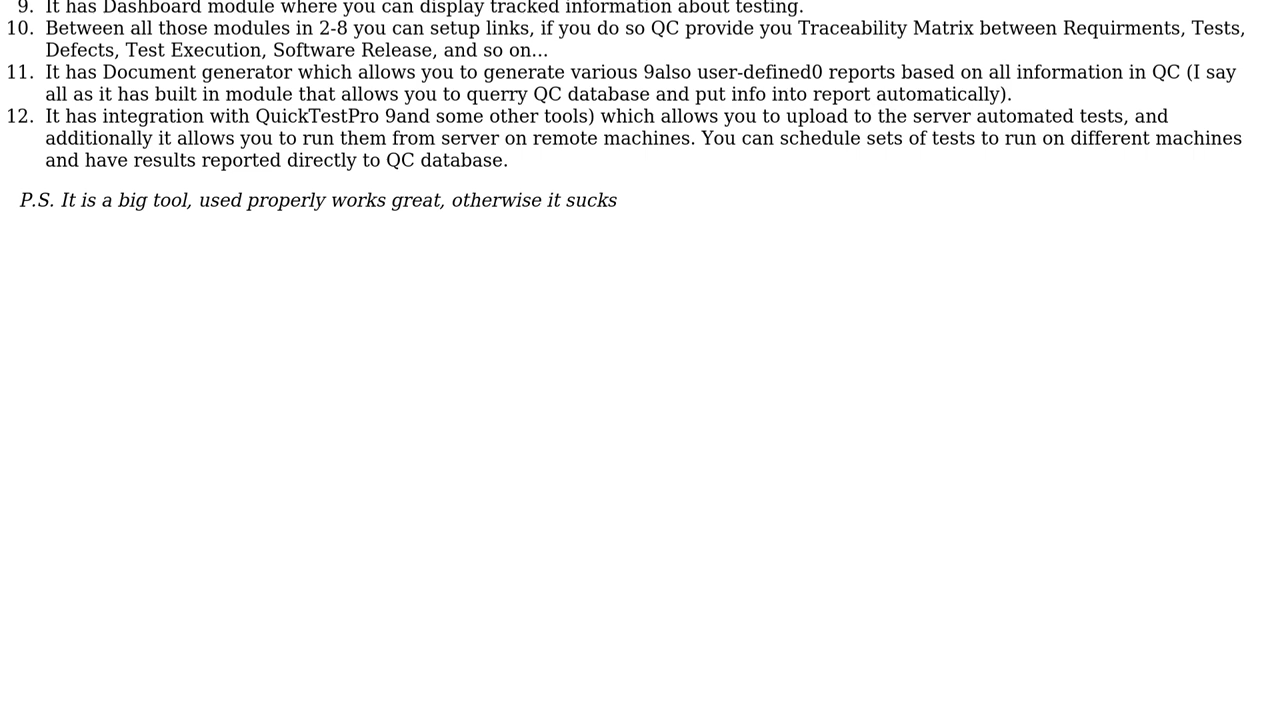 9. It has Dashboard module where you can display tracked information about testing.
10. Between all those modules in 2-8 you can setup links, if you do so QC provide you Traceability Matrix between Requirments, Tests,
Defects, Test Execution, Software Release, and so on...
11. It has Document generator which allows you to generate various 9also user-defined0 reports based on all information in QC (I say
all as it has built in module that allows you to querry QC database and put info into report automatically).
12. It has integration with QuickTestPro 9and some other tools) which allows you to upload to the server automated tests, and
additionally it allows you to run them from server on remote machines. You can schedule sets of tests to run on different machines
and have results reported directly to QC database.
P.S. It is a big tool, used properly works great, otherwise it sucks